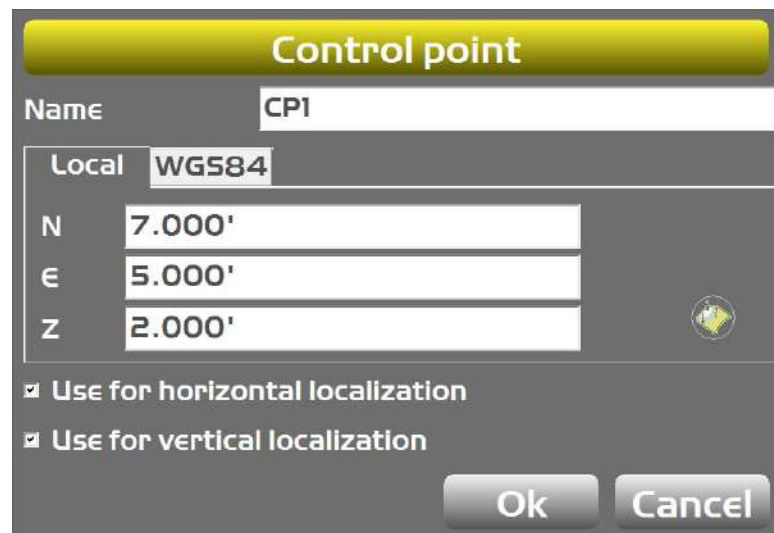 Control point
Name CP1
Local WGS84
N 7.000'
E 5.000'
Z 2.000'
Use for horizontal localization
Use for vertical localization
Ok Cancel